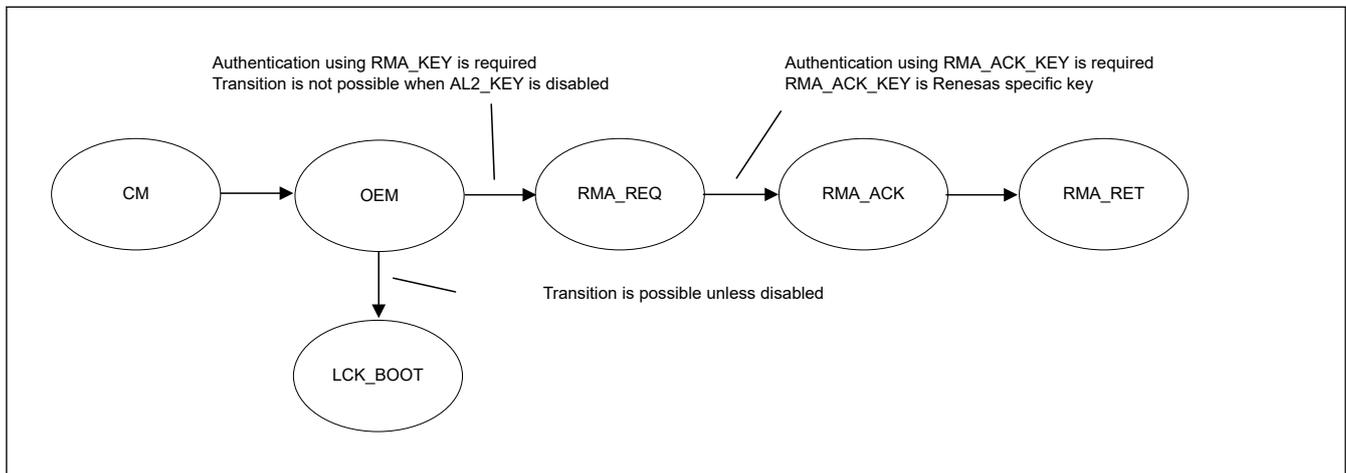 Authentication using RMA_KEY is required
Transition is not possible when AL2_KEY is disabled
Authentication using RMA_ACK_KEY is required
RMA_ACK_KEY is Renesas specific key
CM
OEM
RMA_REQ
RMA_ACK
RMA_RET
Transition is possible unless disabled
LCK_BOOT